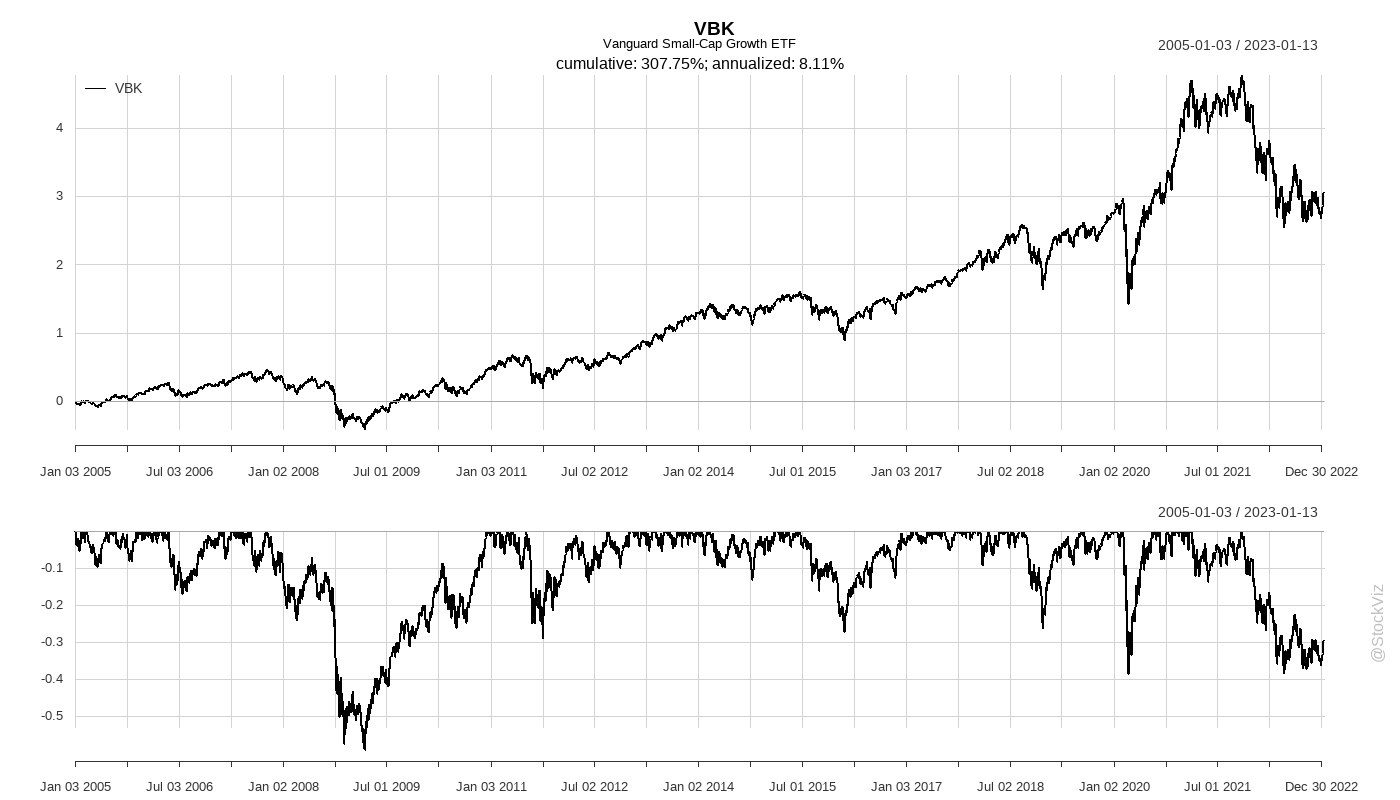 VBK
Vanguard Small-Cap Growth ETF
cumulative: 307.75%; annualized: 8.11%
2005-01-03 / 2023-01-13
VBK
4
3
2
1
0
Jan 03 2005 Jul 03 2006 Jan 02 2008 Jul 01 2009 Jan 03 2011 Jul 02 2012 Jan 02 2014 Jul 01 2015 Jan 03 2017 Jul 02 2018 Jan 02 2020 Jul 01 2021 Dec 30 2022
2005-01-03 / 2023-01-13
-0.1
-0.2
-0.3
-0.4
-0.5
Jan 03 2005 Jul 03 2006 Jan 02 2008 Jul 01 2009 Jan 03 2011 Jul 02 2012 Jan 02 2014 Jul 01 2015 Jan 03 2017 Jul 02 2018 Jan 02 2020 Jul 01 2021 Dec 30 2022
@StockViz